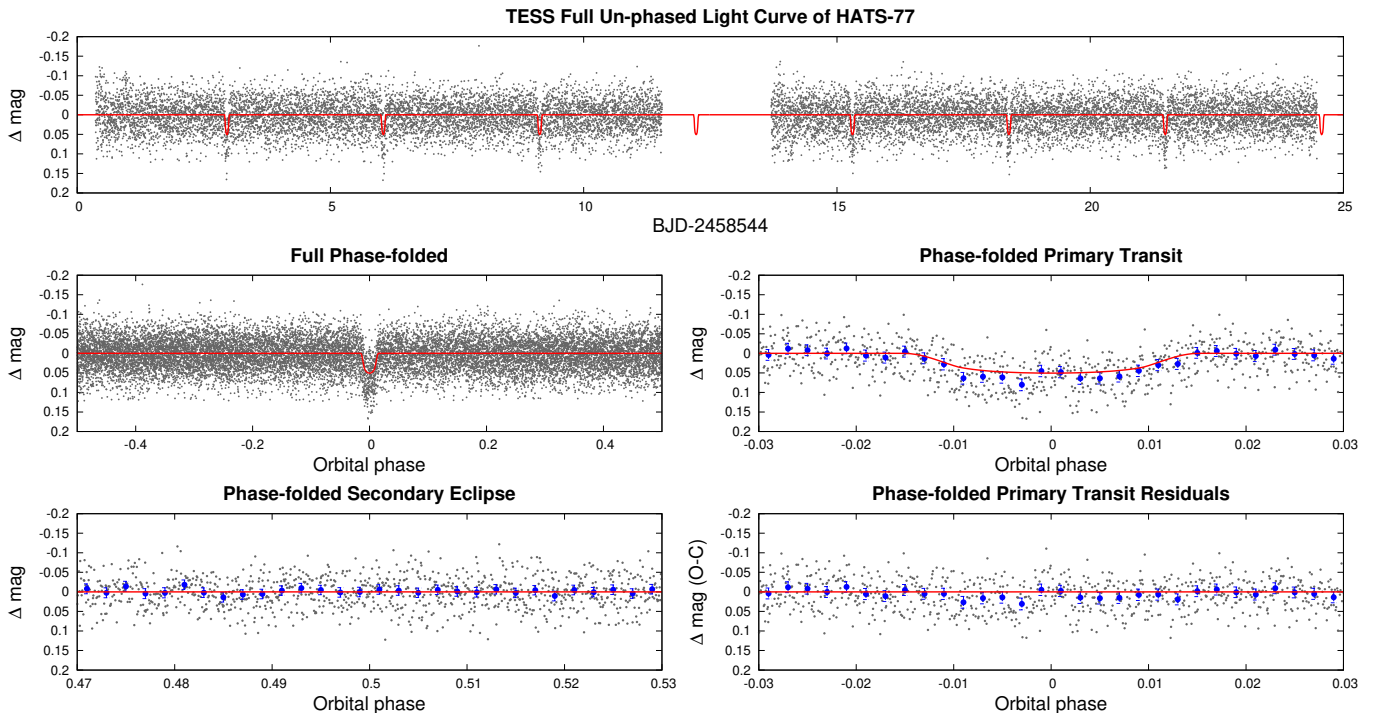 TESS Full Un-phased Light Curve of HATS-77
-0.2
-0.15
-0.1
-0.05
0
0.05
0.1
0.15
0.2
Δ mag
0 5 10 15 20 25
BJD-2458544
Full Phase-folded
-0.2
-0.15
-0.1
-0.05
0
0.05
0.1
0.15
0.2
Δ mag
-0.4 -0.2 0 0.2 0.4
Orbital phase
Phase-folded Primary Transit
-0.2
-0.15
-0.1
-0.05
0
0.05
0.1
0.15
0.2
Δ mag
-0.03 -0.02 -0.01 0 0.01 0.02 0.03
Orbital phase
Phase-folded Secondary Eclipse
-0.2
-0.15
-0.1
-0.05
0
0.05
0.1
0.15
0.2
Δ mag
0.47 0.48 0.49 0.5 0.51 0.52 0.53
Orbital phase
Phase-folded Primary Transit Residuals
-0.2
-0.15
-0.1
-0.05
0
0.05
0.1
0.15
0.2
Δ mag (O-C)
-0.03 -0.02 -0.01 0 0.01 0.02 0.03
Orbital phase